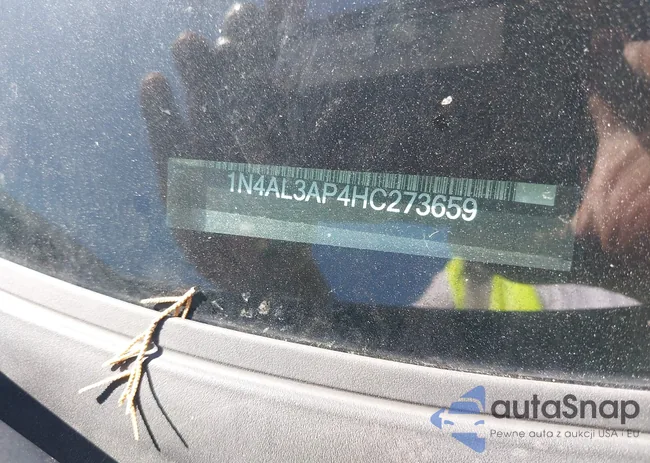 1N4AL3AP4HC273659
autaSnap
Pewne auta z aukcji USA i EU